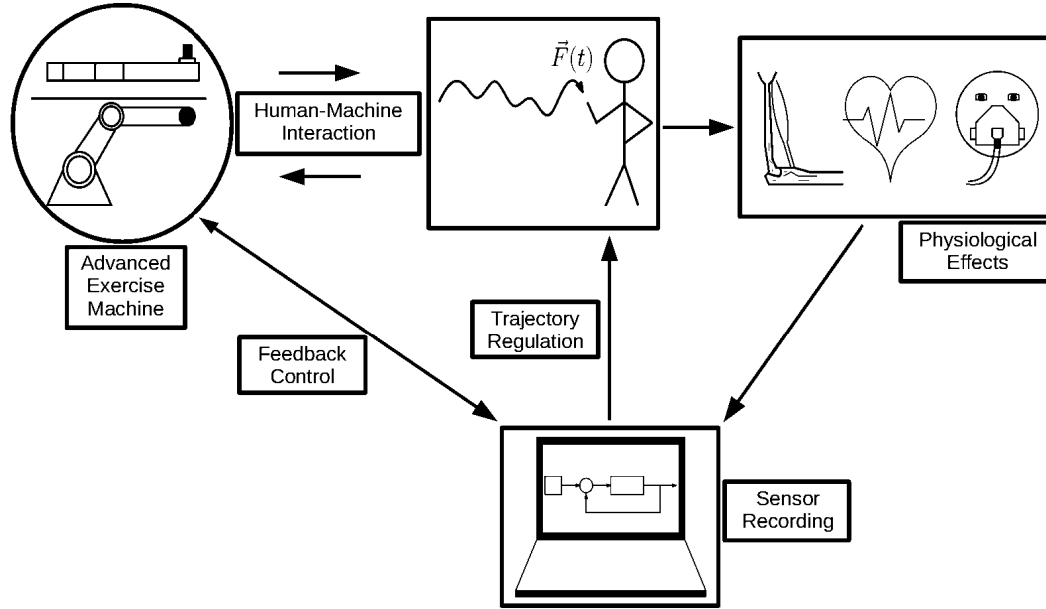 F⃗(t)
Human-Machine
Interaction
Advanced
Exercise
Machine
Physiological
Effects
Trajectory
Regulation
Feedback
Control
Sensor
Recording